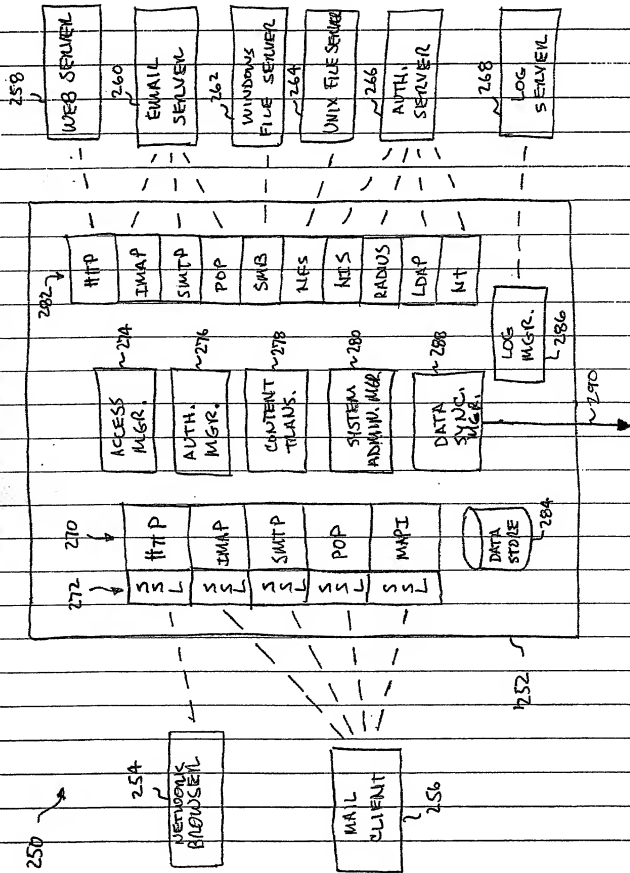 250
NETWORK
BROWSER
254
MAIL
CLIENT
256
252
272
SSL
SSL
SSL
SSL
SSL
270
HTTP
IMAP
SMTP
POP
MAPI
DATA
STORE
284
ACCESS
MGR.
274
AUTH.
MGR.
276
CONTENT
TRANS.
278
SYSTEM
ADMIN. MGR
280
DATA
SYNC.
MGR.
288
290
282
HTTP
IMAP
SMTP
POP
SMB
NFS
NIS
RADIUS
LDAP
NT
LOG
MGR.
286
258
WEB SERVER
260
EMAIL
SERVER
262
WINDOWS
FILE SERVER
264
UNIX FILE SERVER
266
AUTH.
SERVER
268
LOG
SERVER